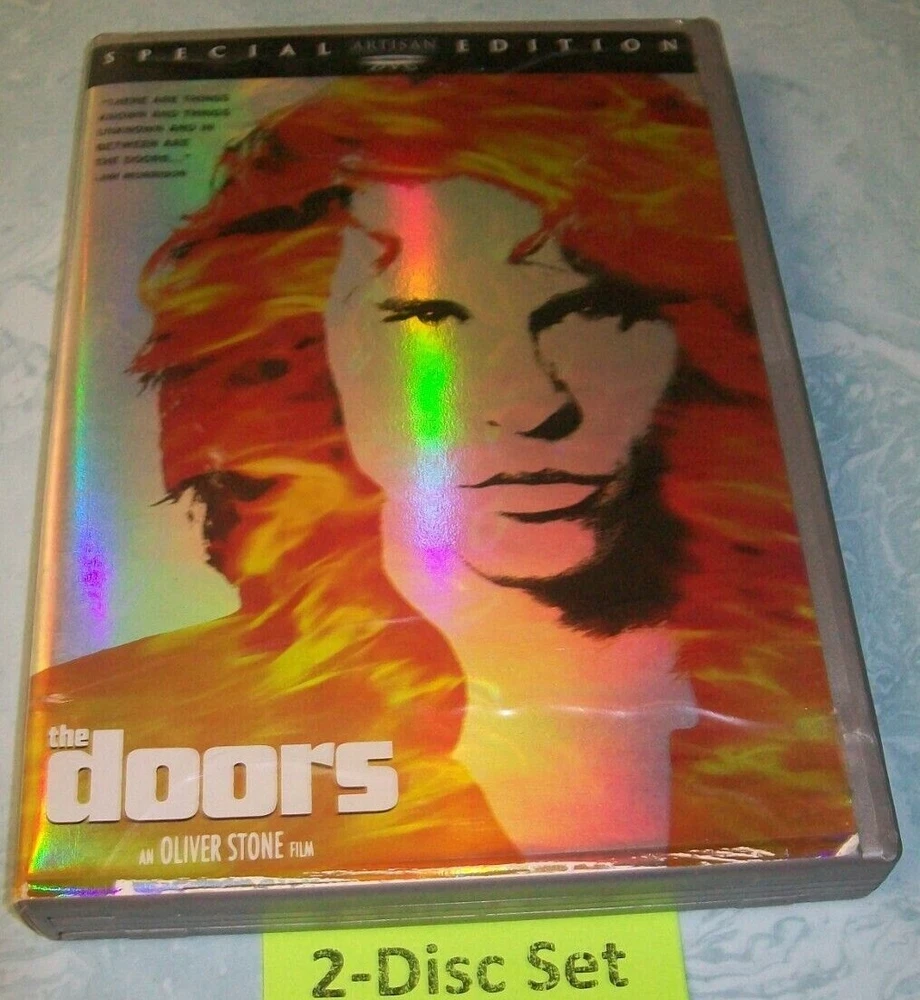 SPECIAL ARTISAN EDITION
"THERE ARE THINGS
KNOWN AND THINGS
UNKNOWN AND IN
BETWEEN ARE
THE DOORS..."
-JIM MORRISON
the
doors
AN OLIVER STONE FILM
2-Disc Set